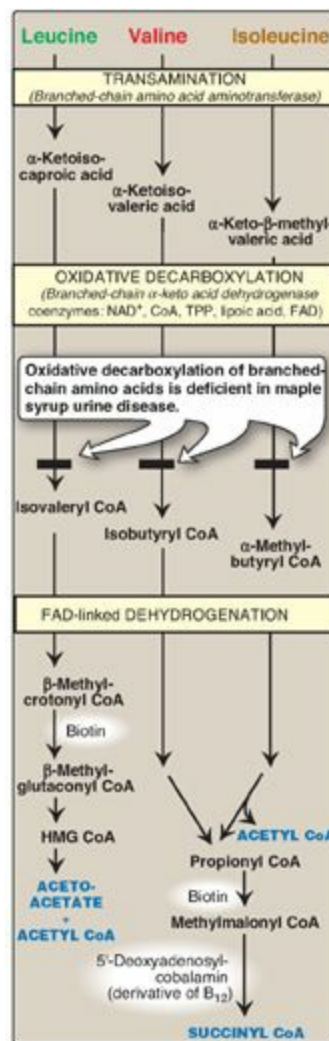 Leucine Valine Isoleucine
TRANSAMINATION
(Branched-chain amino acid aminotransferase)
α-Ketoiso-
caproic acid
α-Ketoiso-
valeric acid
α-Keto-β-methyl-
valeric acid
OXIDATIVE DECARBOXYLATION
(Branched-chain α-keto acid dehydrogenase
coenzymes: NAD⁺, CoA, TPP, lipoic acid, FAD)
Oxidative decarboxylation of branched-
chain amino acids is deficient in maple
syrup urine disease.
Isovaleryl CoA
Isobutyryl CoA
α-Methyl-
butyryl CoA
FAD-linked DEHYDROGENATION
β-Methyl-
crotonyl CoA
Biotin
β-Methyl-
glutaconyl CoA
HMG CoA
ACETO-
ACETATE
+
ACETYL CoA
ACETYL CoA
Propionyl CoA
Biotin
Methylmalonyl CoA
5'-Deoxyadenosyl-
cobalamin
(derivative of B₁₂)
SUCCINYL CoA